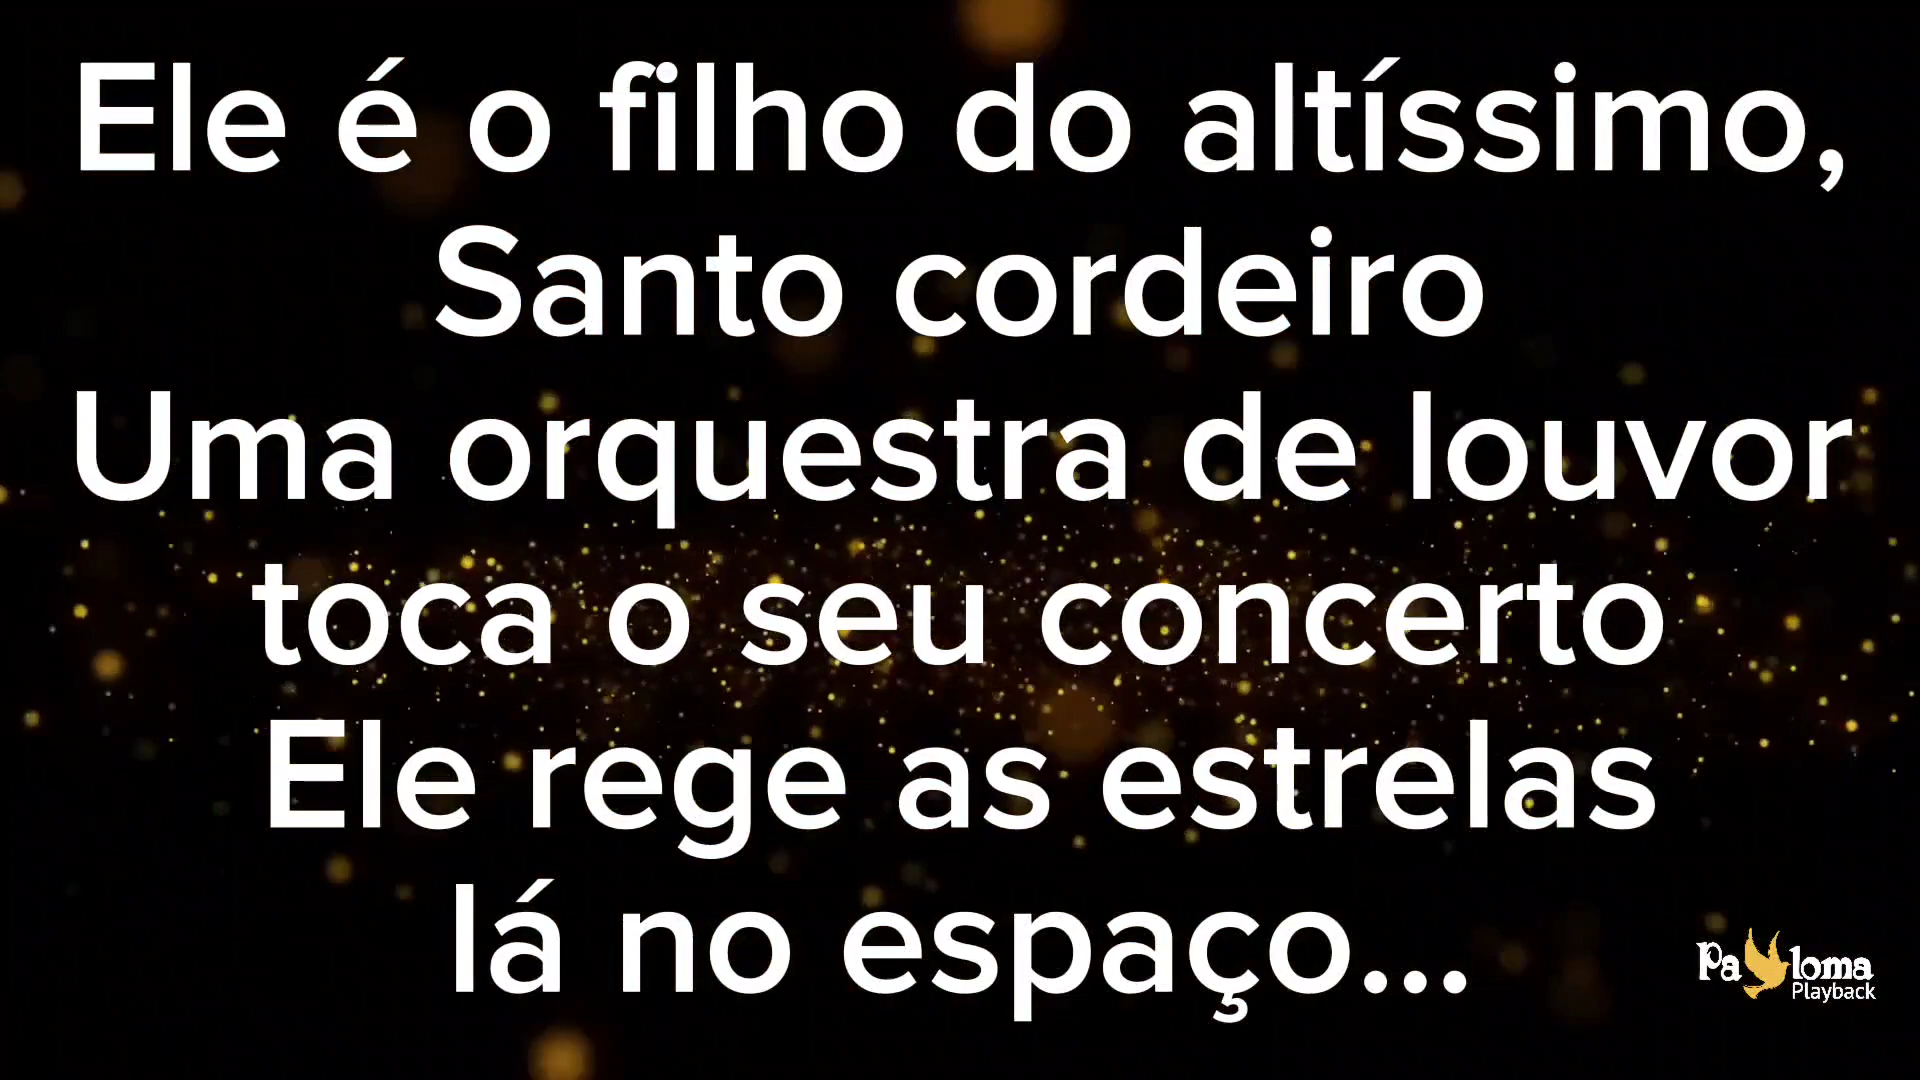 Ele é o filho do altíssimo,
Santo cordeiro
Uma orquestra de louvor
toca o seu concerto
Ele rege as estrelas
lá no espaço...
Paloma
Playback